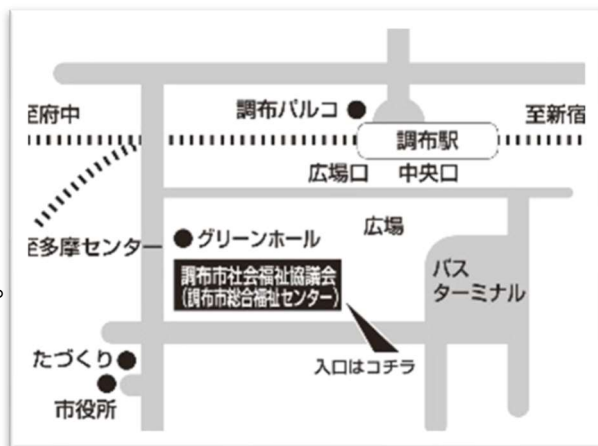 至府中
調布パルコ
至新宿
調布駅
広場口
中央口
至多摩センター
グリーンホール
広場
調布市社会福祉協議会
(調布市総合福祉センター)
バス
ターミナル
たづくり
市役所
入口はコチラ